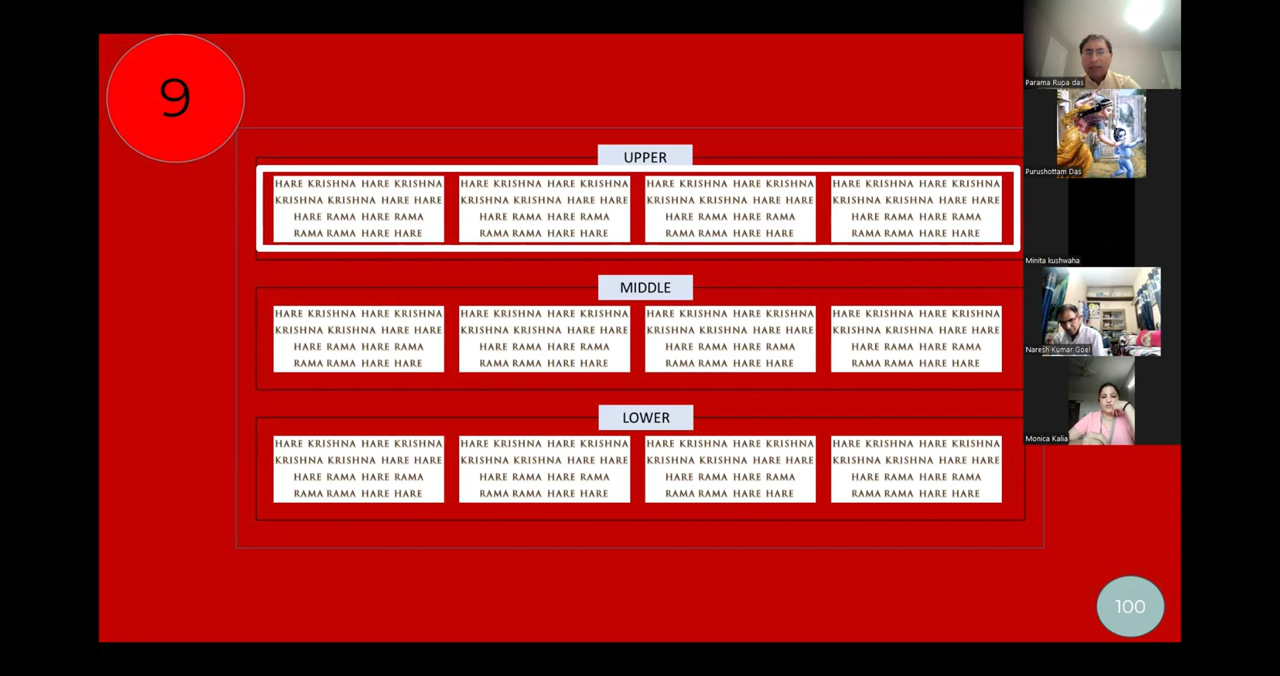 9
UPPER
HARE KRISHNA HARE KRISHNA HARE KRISHNA HARE KRISHNA HARE KRISHNA HARE KRISHNA HARE KRISHNA HARE KRISHNA
KRISHNA KRISHNA HARE HARE KRISHNA KRISHNA HARE HARE KRISHNA KRISHNA HARE HARE KRISHNA KRISHNA HARE HARE
HARE RAMA HARE RAMA HARE RAMA HARE RAMA HARE RAMA HARE RAMA HARE RAMA HARE RAMA
RAMA RAMA HARE HARE RAMA RAMA HARE HARE RAMA RAMA HARE HARE RAMA RAMA HARE HARE
MIDDLE
HARE KRISHNA HARE KRISHNA HARE KRISHNA HARE KRISHNA HARE KRISHNA HARE KRISHNA HARE KRISHNA HARE KRISHNA
KRISHNA KRISHNA HARE HARE KRISHNA KRISHNA HARE HARE KRISHNA KRISHNA HARE HARE KRISHNA KRISHNA HARE HARE
HARE RAMA HARE RAMA HARE RAMA HARE RAMA HARE RAMA HARE RAMA HARE RAMA HARE RAMA
RAMA RAMA HARE HARE RAMA RAMA HARE HARE RAMA RAMA HARE HARE RAMA RAMA HARE HARE
LOWER
HARE KRISHNA HARE KRISHNA HARE KRISHNA HARE KRISHNA HARE KRISHNA HARE KRISHNA HARE KRISHNA HARE KRISHNA
KRISHNA KRISHNA HARE HARE KRISHNA KRISHNA HARE HARE KRISHNA KRISHNA HARE HARE KRISHNA KRISHNA HARE HARE
HARE RAMA HARE RAMA HARE RAMA HARE RAMA HARE RAMA HARE RAMA HARE RAMA HARE RAMA
RAMA RAMA HARE HARE RAMA RAMA HARE HARE RAMA RAMA HARE HARE RAMA RAMA HARE HARE
100
Parama Rupa das
Purushottam Das
Minita kushwaha
Naresh Kumar Goel
Monica Kalia